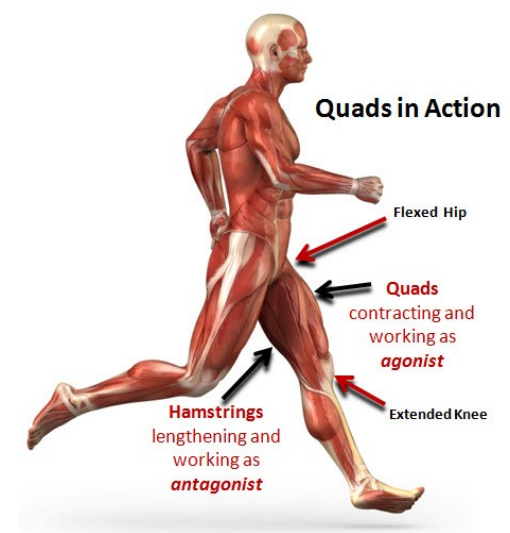 Quads in Action
Flexed Hip
Quads
contracting and
working as
agonist
Extended Knee
Hamstrings
lengthening and
working as
antagonist